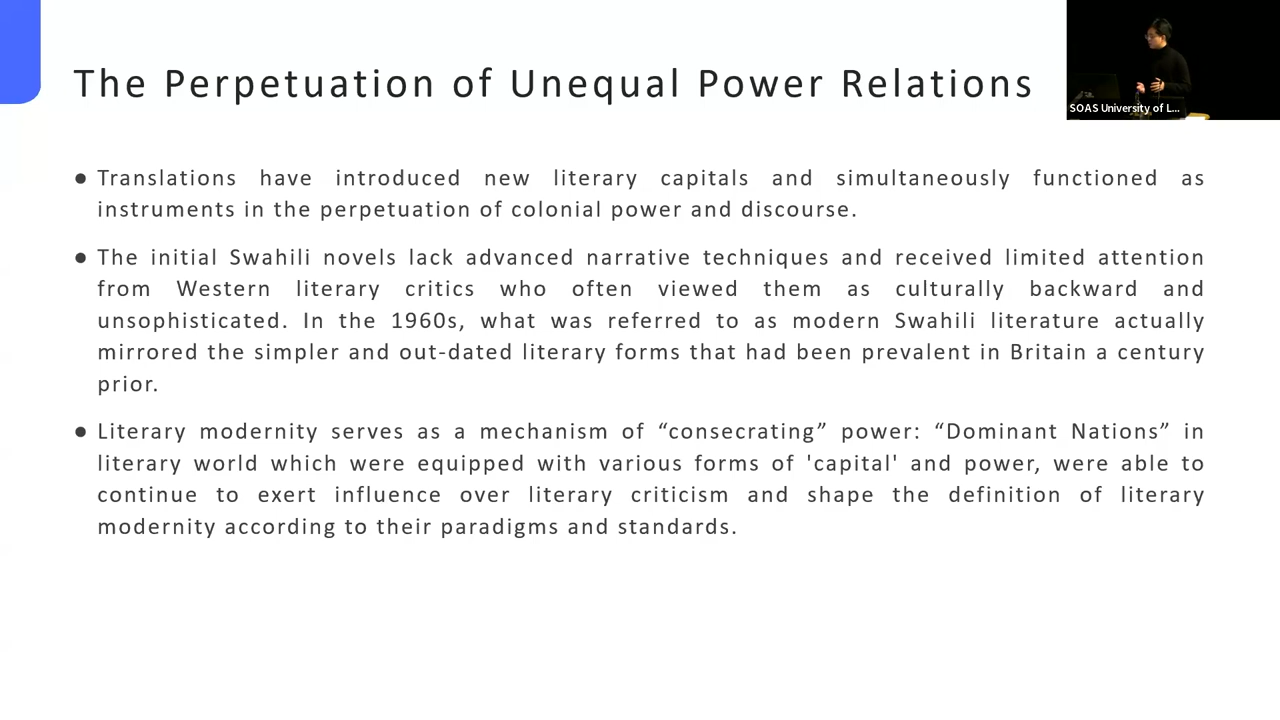 The Perpetuation of Unequal Power Relations
SOAS University of L...
● Translations have introduced new literary capitals and simultaneously functioned as
instruments in the perpetuation of colonial power and discourse.
● The initial Swahili novels lack advanced narrative techniques and received limited attention
from Western literary critics who often viewed them as culturally backward and
unsophisticated. In the 1960s, what was referred to as modern Swahili literature actually
mirrored the simpler and out-dated literary forms that had been prevalent in Britain a century
prior.
● Literary modernity serves as a mechanism of “consecrating” power: “Dominant Nations” in
literary world which were equipped with various forms of 'capital' and power, were able to
continue to exert influence over literary criticism and shape the definition of literary
modernity according to their paradigms and standards.